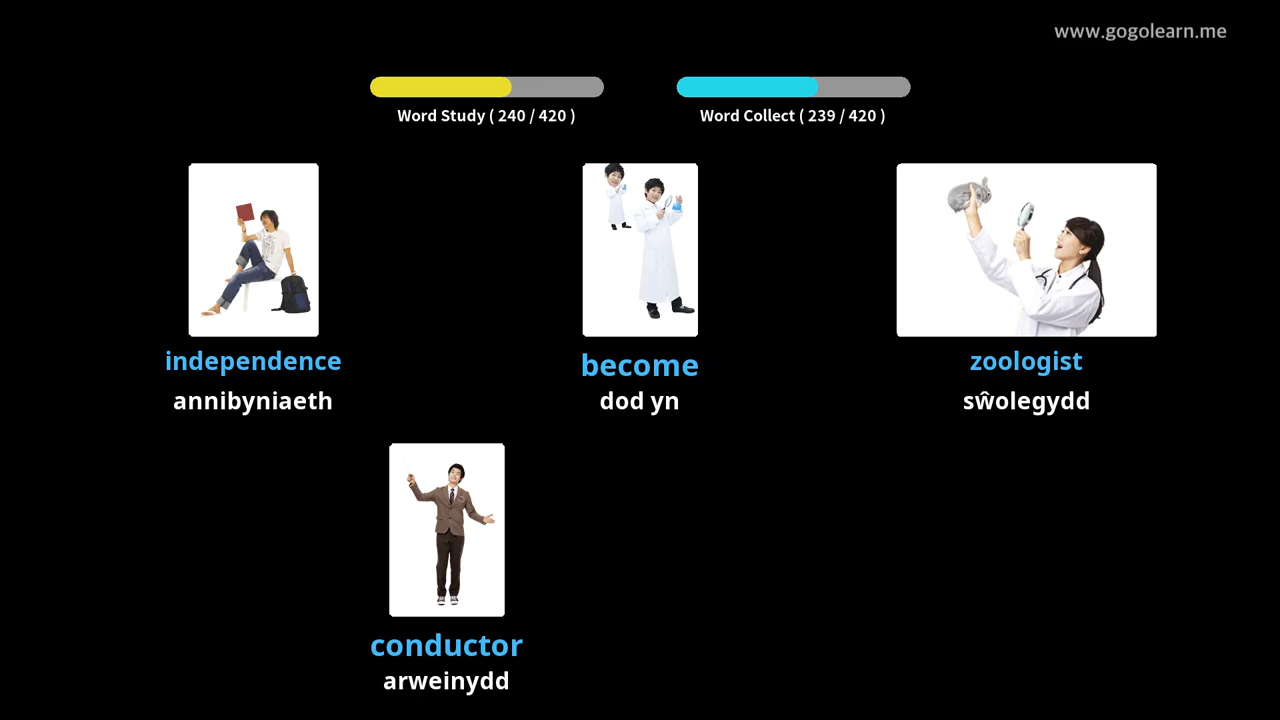 www.gogolearn.me
Word Study ( 240 / 420 )
Word Collect ( 239 / 420 )
independence
annibyniaeth
become
dod yn
zoologist
sŵolegydd
conductor
arweinydd